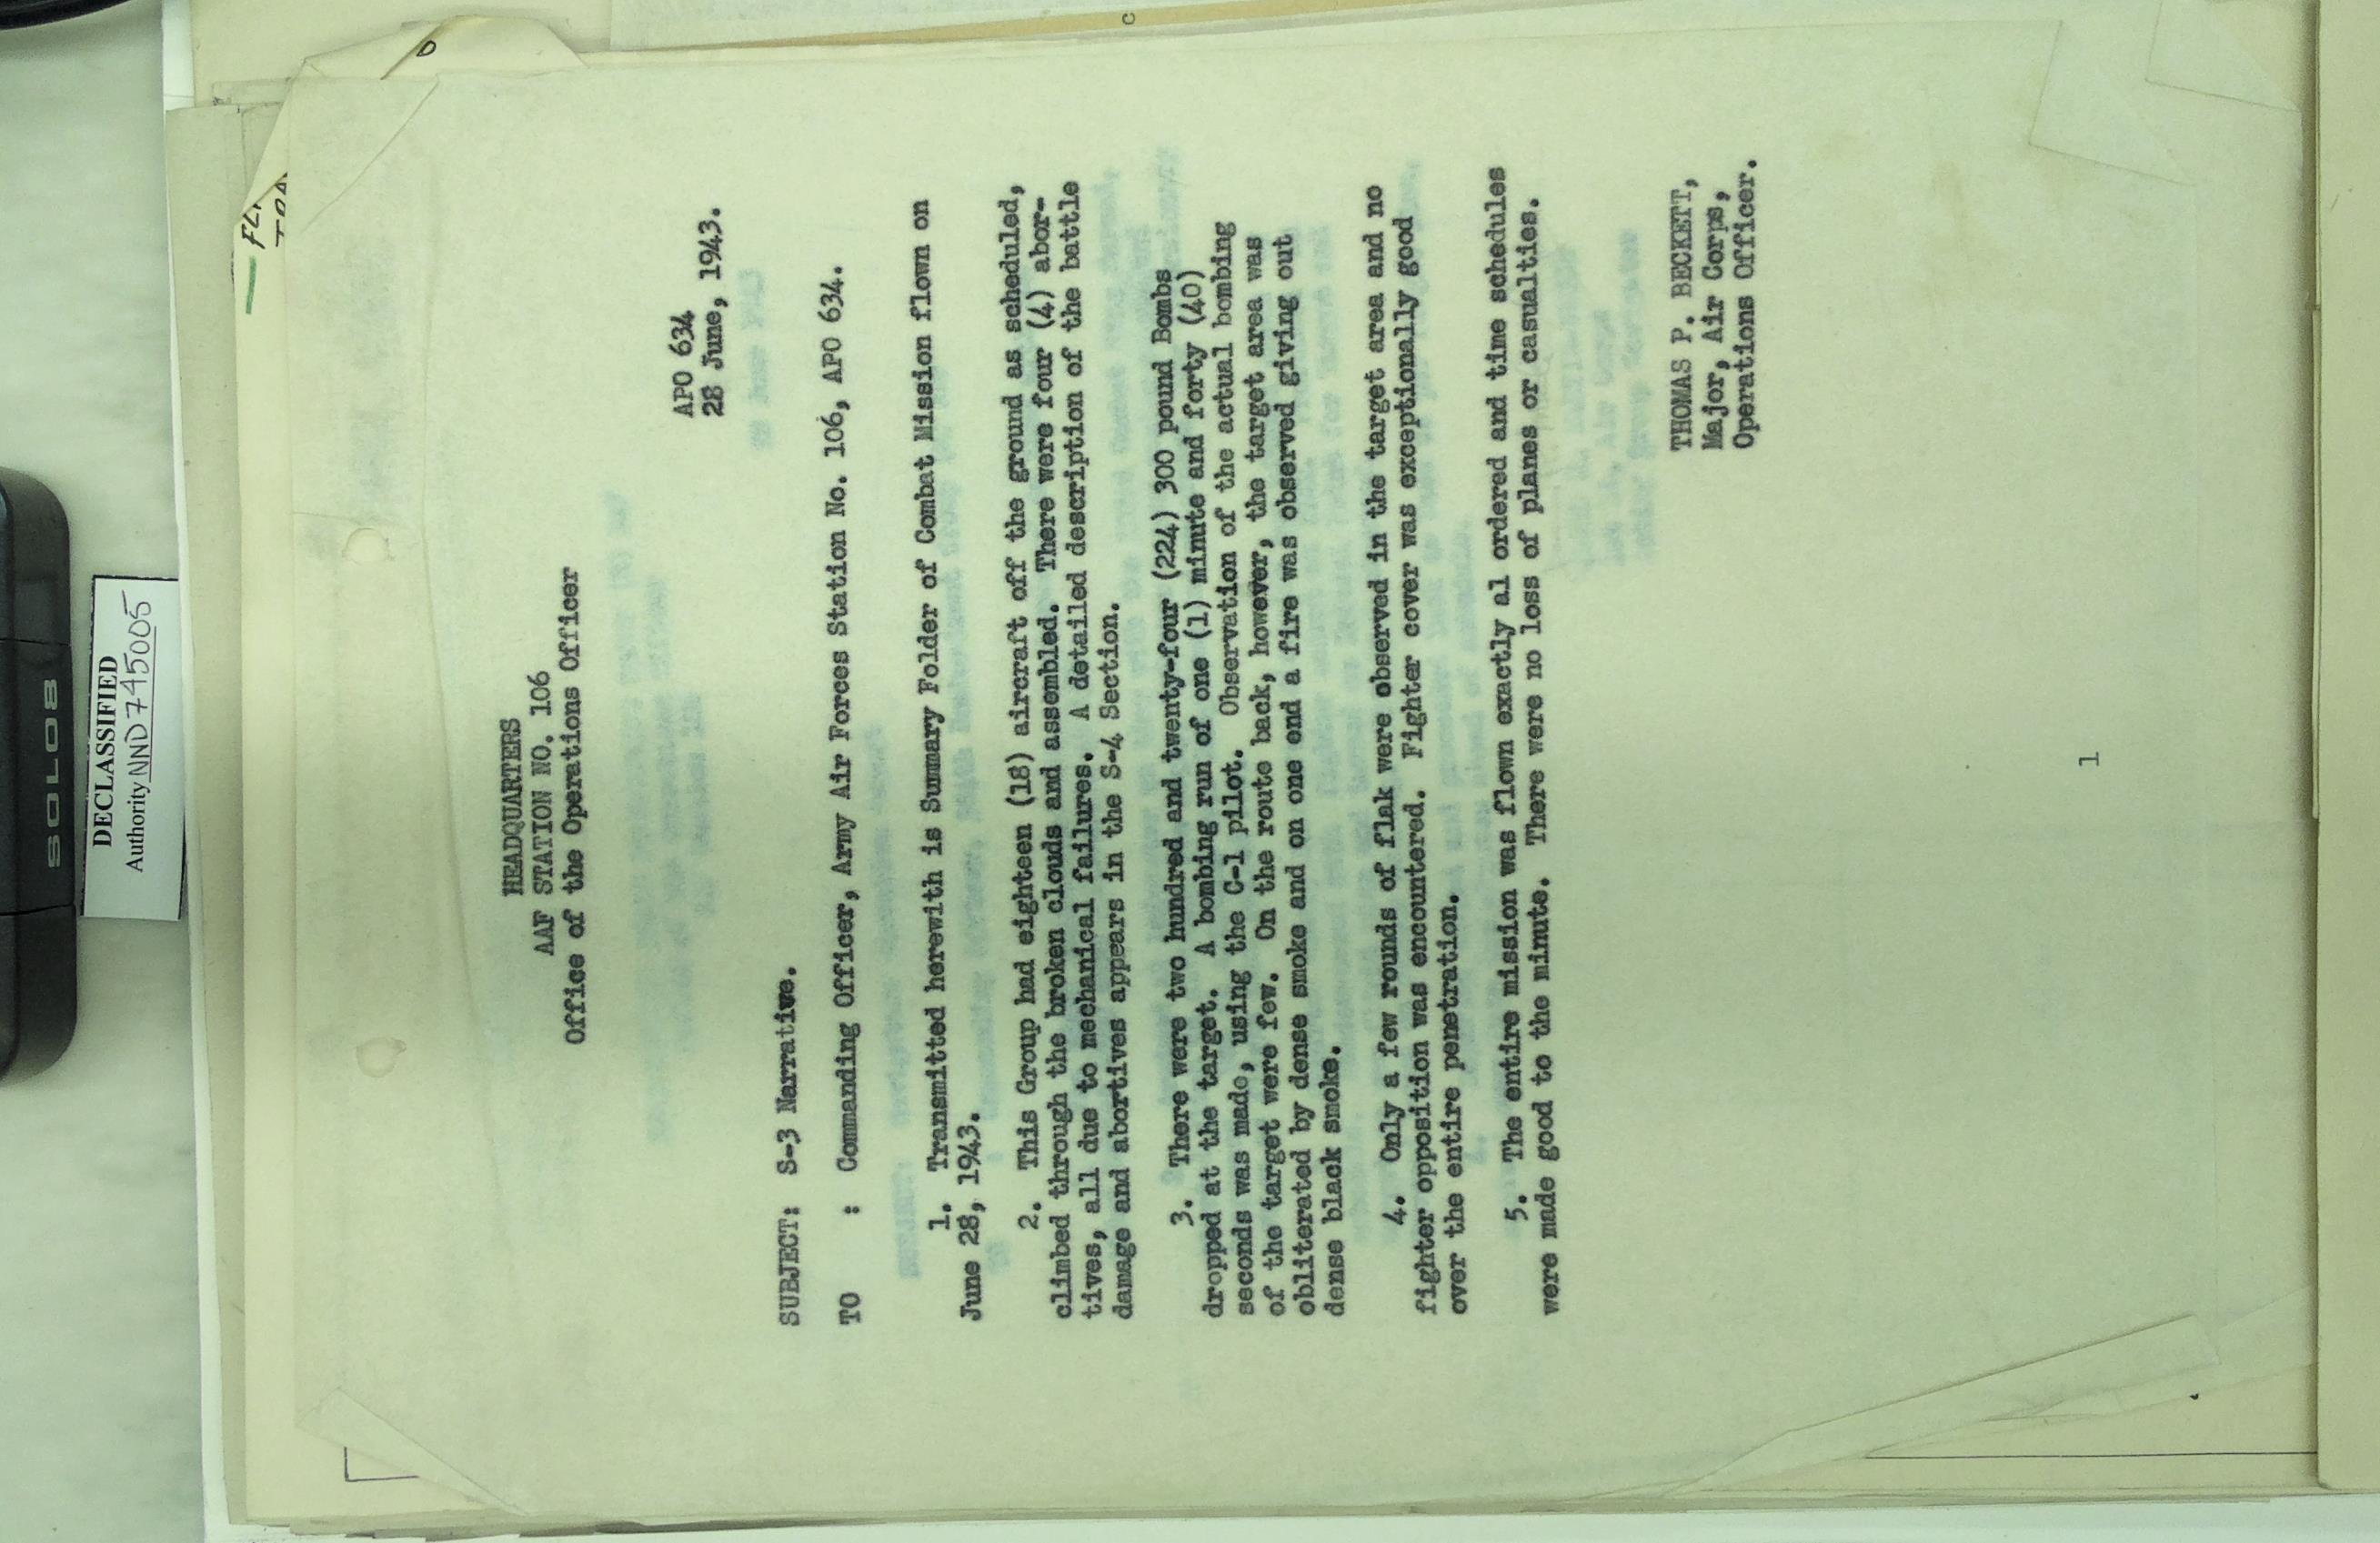 SOLO8
DECLASSIFIED
Authority NND745005
HEADQUARTERS
AAF STATION NO. 106
Office of the Operations Officer
APO 634
28 June, 1943.
SUBJECT: S-3 Narrative.
TO : Commanding Officer, Army Air Forces Station No. 106, APO 634.
1. Transmitted herewith is Summary Folder of Combat Mission flown on
June 28, 1943.
2. This Group had eighteen (18) aircraft off the ground as scheduled,
climbed through the broken clouds and assembled. There were four (4) abor-
tives, all due to mechanical failures. A detailed description of the battle
damage and abortives appears in the S-4 Section.
3. There were two hundred and twenty-four (224) 300 pound Bombs
dropped at the target. A bombing run of one (1) minute and forty (40)
seconds was made, using the C-1 pilot. Observation of the actual bombing
of the target were few. On the route back, however, the target area was
obliterated by dense smoke and on one end a fire was observed giving out
dense black smoke.
4. Only a few rounds of flak were observed in the target area and no
fighter opposition was encountered. Fighter cover was exceptionally good
over the entire penetration.
5. The entire mission was flown exactly al ordered and time schedules
were made good to the minute. There were no loss of planes or casualties.
THOMAS P. BECKETT,
Major, Air Corps,
Operations Officer.
1